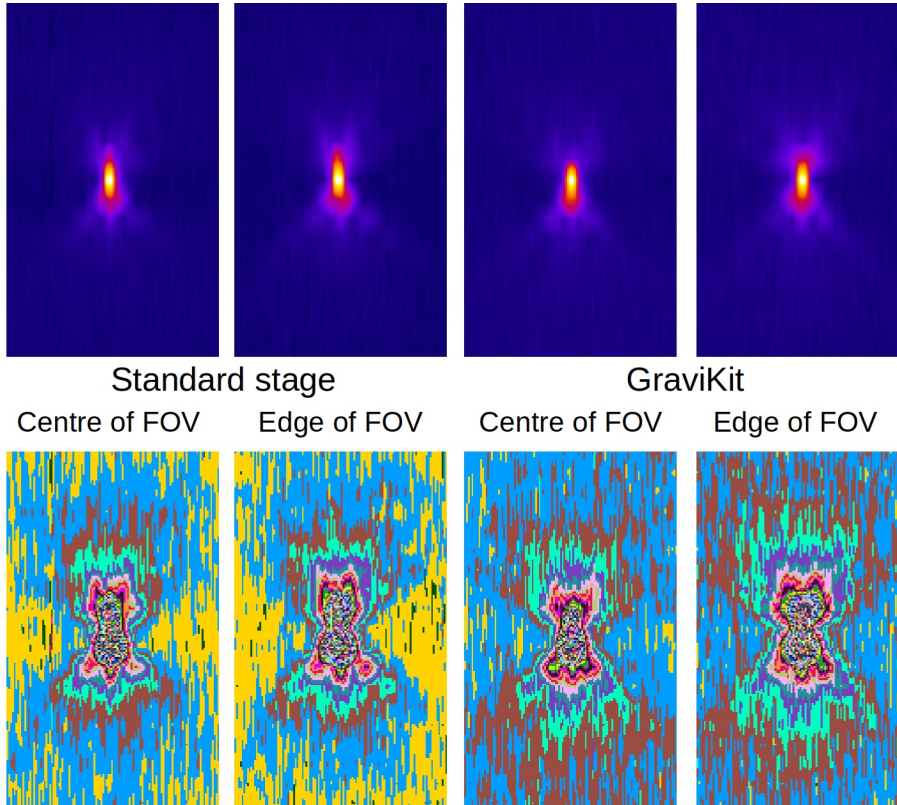 Standard stage
GraviKit
Centre of FOV
Edge of FOV
Centre of FOV
Edge of FOV